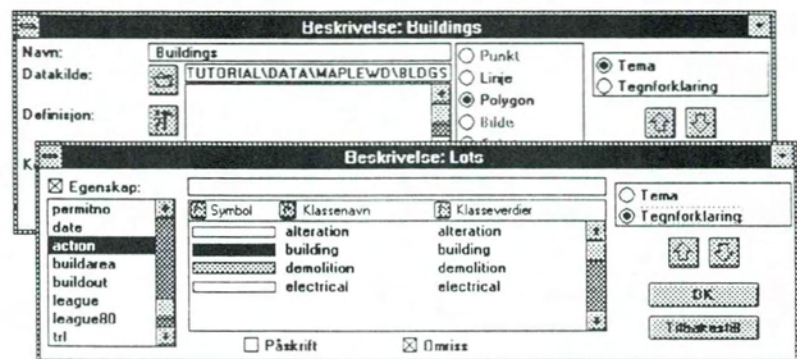 Beskrivelse: Buildings
Navn: Buildings
Datakilde: TUTORIAL\DATA\MAPLEWD\BLDGS
Definisjon:
Punkt
Linje
Polygon
Bilde
Tema
Tegnforklaring
K
Beskrivelse: Lots
Egenskap:
permitno
date
action
buildarea
buildout
league
league80
trl
Symbol Klassenavn Klasseverdier
alteration alteration
building building
demolition demolition
electrical electrical
Påskrift Omriss
Tema
Tegnforklaring
OK
Tilbakestill